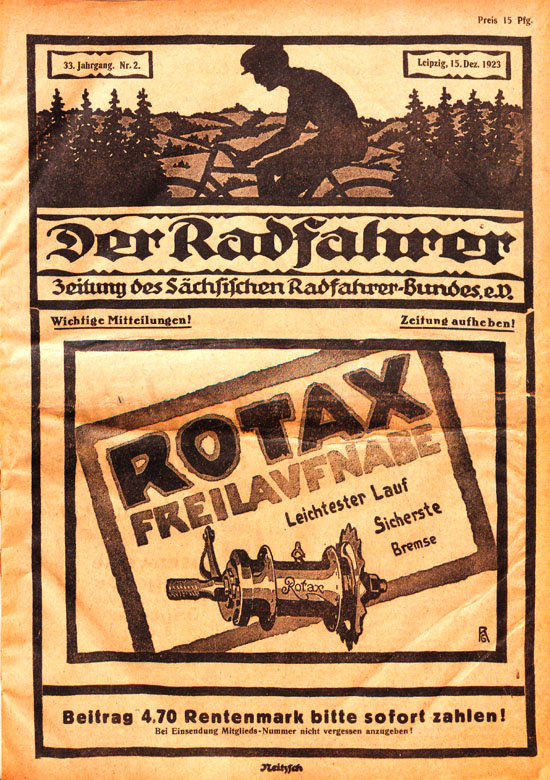 Preis 15 Pfg.
33. Jahrgang. Nr. 2.
Leipzig, 15. Dez. 1923
Der Radfahrer
Zeitung des Sächsischen Radfahrer-Bundes, e.V.
Wichtige Mitteilungen!
Zeitung aufheben!
ROTAX
FREILAUFNABE
Leichtester Lauf
Sicherste
Bremse
Rotax
Beitrag 4,70 Rentenmark bitte sofort zahlen!
Bei Einsendung Mitglieds-Nummer nicht vergessen anzugeben!